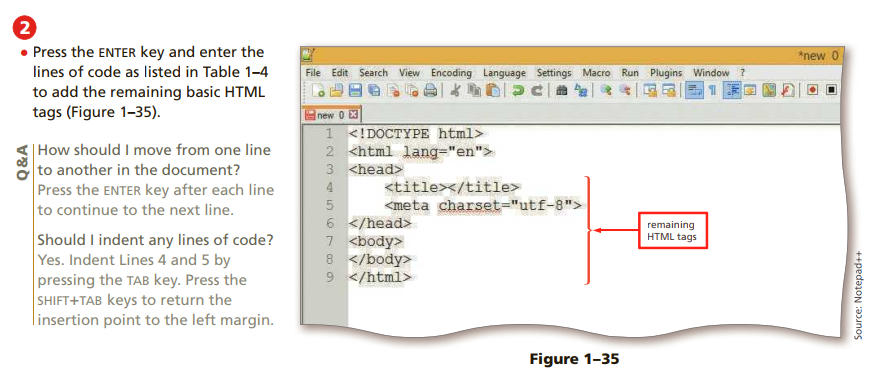 2
• Press the ENTER key and enter the
lines of code as listed in Table 1–4
to add the remaining basic HTML
tags (Figure 1–35).
Q&A
How should I move from one line
to another in the document?
Press the ENTER key after each line
to continue to the next line.
Should I indent any lines of code?
Yes. Indent Lines 4 and 5 by
pressing the TAB key. Press the
SHIFT+TAB keys to return the
insertion point to the left margin.
*new 0
File Edit Search View Encoding Language Settings Macro Run Plugins Window ?
new 0
1 <!DOCTYPE html>
2 <html lang="en">
3 <head>
4 <title></title>
5 <meta charset="utf-8">
6 </head>
7 <body>
8 </body>
9 </html>
remaining
HTML tags
Source: Notepad++
Figure 1–35